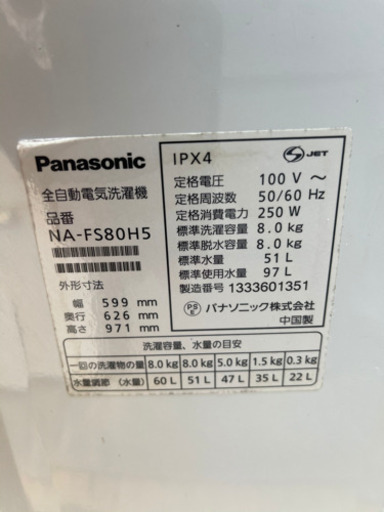 Panasonic
全自動電気洗濯機
品番
NA-FS80H5
外形寸法
幅 599 mm
奥行 626 mm
高さ 971 mm
IPX4
S JET
定格電圧 100 V ～
定格周波数 50/60 Hz
定格消費電力 250 W
標準洗濯容量 8.0 kg
標準脱水容量 8.0 kg
標準水量 51 L
標準使用水量 97 L
製造番号 1333601351
PS E パナソニック株式会社
中国製
洗濯容量、水量の目安
一回の洗濯物の量 8.0 kg 8.0 kg 5.0 kg 1.5 kg 0.3 kg
水量調節 (水量) 60 L 51 L 47 L 35 L 22 L